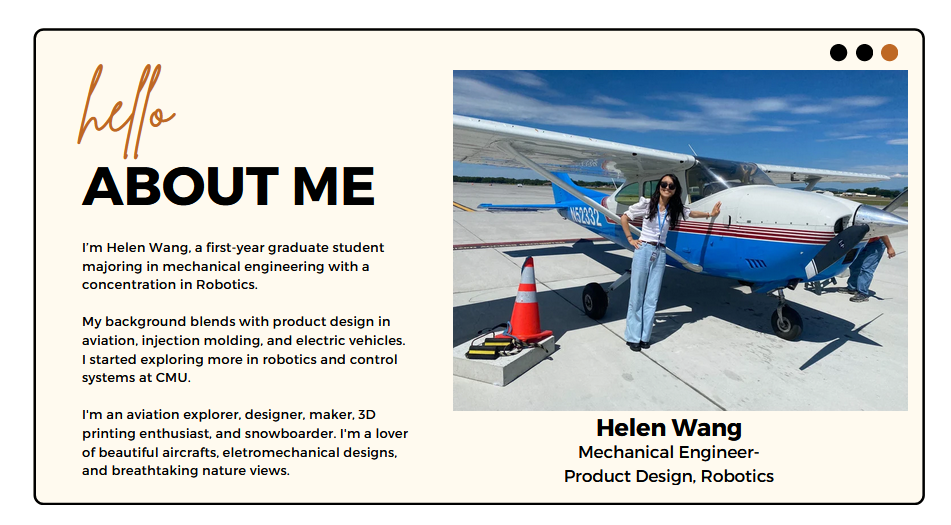 hello
ABOUT ME
I'm Helen Wang, a first-year graduate student
majoring in mechanical engineering with a
concentration in Robotics.
My background blends with product design in
aviation, injection molding, and electric vehicles.
I started exploring more in robotics and control
systems at CMU.
I'm an aviation explorer, designer, maker, 3D
printing enthusiast, and snowboarder. I'm a lover
of beautiful aircrafts, eletromechanical designs,
and breathtaking nature views.
N52332
Helen Wang
Mechanical Engineer-
Product Design, Robotics